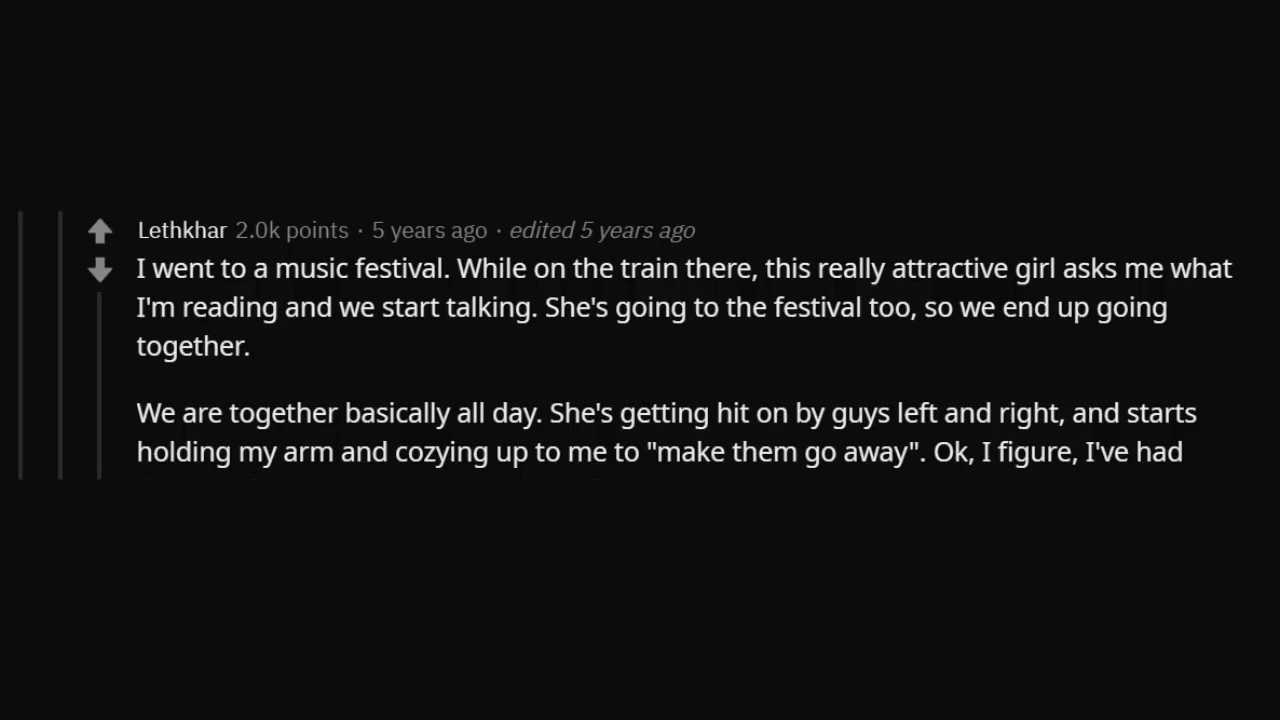 Lethkhar 2.0k points · 5 years ago · edited 5 years ago
I went to a music festival. While on the train there, this really attractive girl asks me what
I'm reading and we start talking. She's going to the festival too, so we end up going
together.
We are together basically all day. She's getting hit on by guys left and right, and starts
holding my arm and cozying up to me to "make them go away". Ok, I figure, I've had